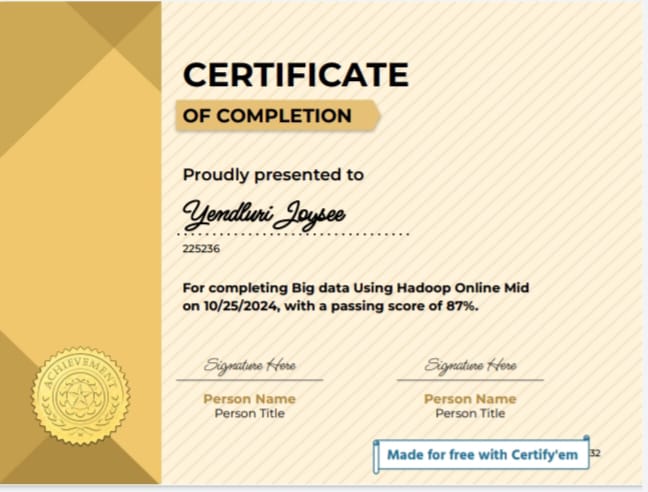 CERTIFICATE
OF COMPLETION
Proudly presented to
Yendluri Joysee
225236
For completing Big data Using Hadoop Online Mid
on 10/25/2024, with a passing score of 87%.
Signature Here
Signature Here
Person Name
Person Name
Person Title
Person Title
ACHIEVEMENT
Made for free with Certify'em
32